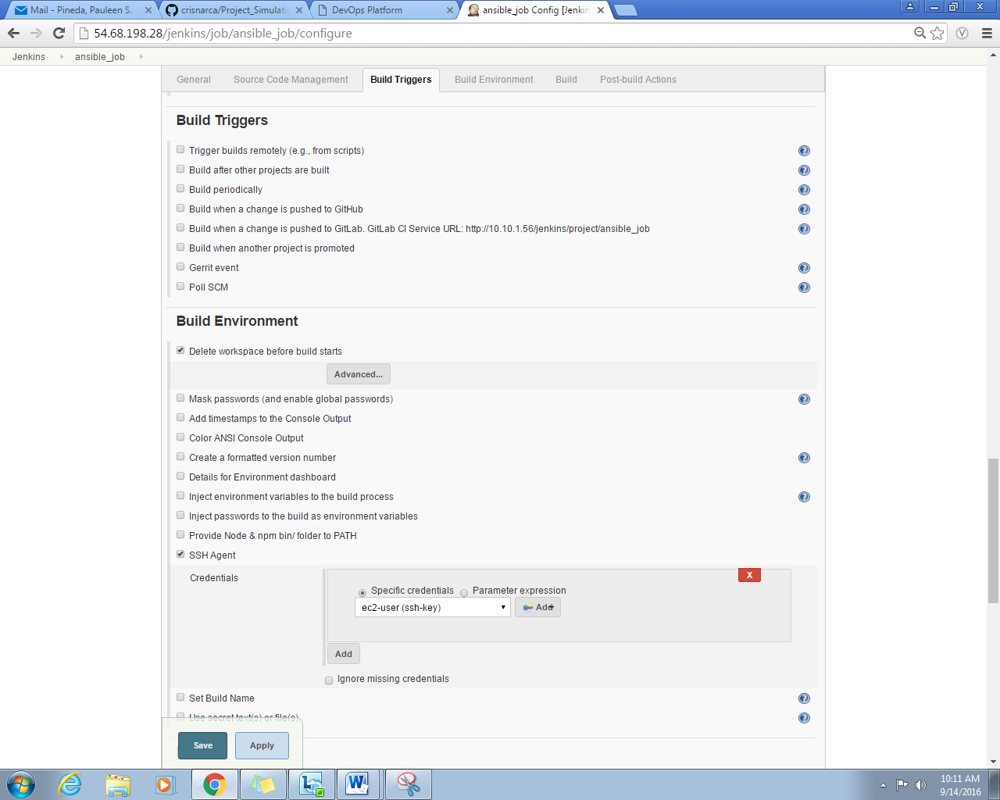 Mail - Pineda, Pauleen S. -
crisnarca/Project_Simulati
DevOps Platform
ansible_job Config [Jenkin
54.68.198.28/jenkins/job/ansible_job/configure
Jenkins
ansible_job
General
Source Code Management
Build Triggers
Build Environment
Build
Post-build Actions
Build Triggers
Trigger builds remotely (e.g., from scripts)
Build after other projects are built
Build periodically
Build when a change is pushed to GitHub
Build when a change is pushed to GitLab. GitLab CI Service URL: http://10.10.1.56/jenkins/project/ansible_job
Build when another project is promoted
Gerrit event
Poll SCM
Build Environment
Delete workspace before build starts
Advanced...
Mask passwords (and enable global passwords)
Add timestamps to the Console Output
Color ANSI Console Output
Create a formatted version number
Details for Environment dashboard
Inject environment variables to the build process
Inject passwords to the build as environment variables
Provide Node & npm bin/ folder to PATH
SSH Agent
Credentials
X
Specific credentials
Parameter expression
ec2-user (ssh-key)
Add
Add
Ignore missing credentials
Set Build Name
Use secret text(s) or file(s)
Save
Apply
10:11 AM
9/14/2016